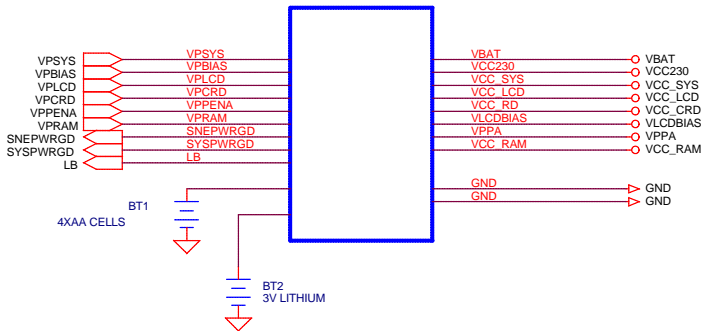 VPSYS VPSYS VBAT VBAT
VPBIAS VPBIAS VCC230 VCC230
VPLCD VPLCD VCC_SYS VCC_SYS
VPCRD VPCRD VCC_LCD VCC_LCD
VPPENA VPPENA VCC_RD VCC_CRD
VPRAM VPRAM VLCDBIAS VLCDBIAS
SNEPWRGD SNEPWRGD VPPA VPPA
SYSPWRGD SYSPWRGD VCC_RAM VCC_RAM
LB LB
GND GND
GND GND
BT1
4XAA CELLS
BT2
3V LITHIUM